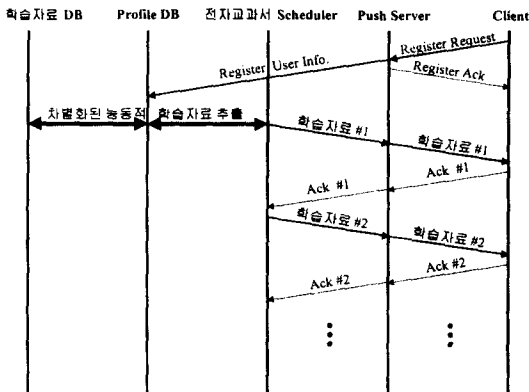 학습자료 DB Profile DB 전자교과서 Scheduler Push Server Client
Register Request
Register User Info.
Register Ack
차별화된 능동적 학습자료 추출
학습자료 #1
학습자료 #1
Ack #1
Ack #1
학습자료 #2
학습자료 #2
Ack #2
Ack #2